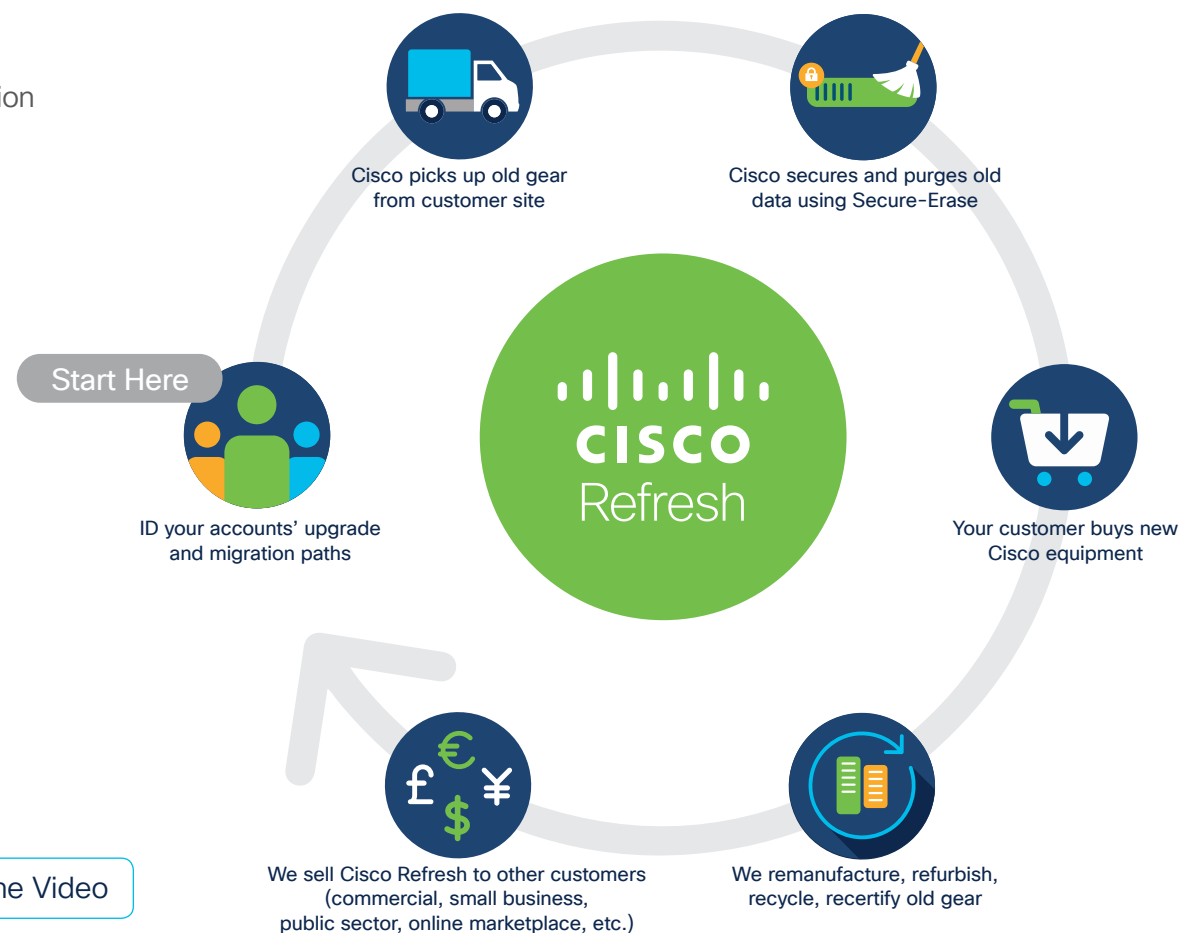 ion
Cisco picks up old gear
from customer site
Cisco secures and purges old
data using Secure-Erase
Start Here
CISCO
Refresh
ID your accounts’ upgrade
and migration paths
Your customer buys new
Cisco equipment
€
£
¥
$
We sell Cisco Refresh to other customers
(commercial, small business,
public sector, online marketplace, etc.)
We remanufacture, refurbish,
recycle, recertify old gear
ne Video